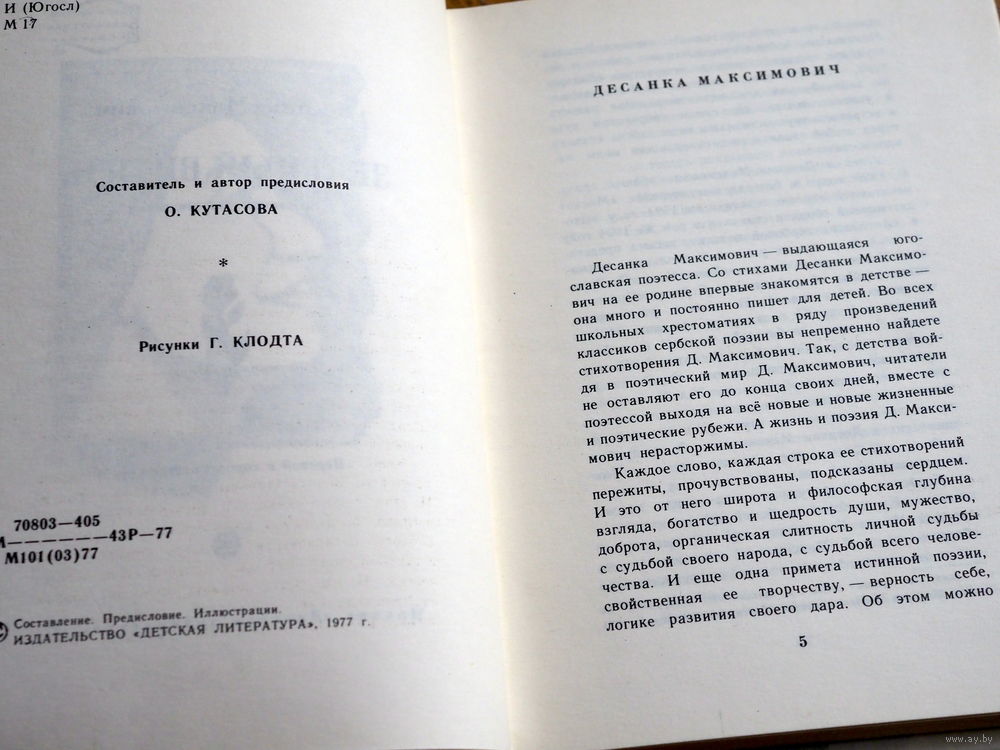 И (Югосл)
М 17
Составитель и автор предисловия
О. КУТАСОВА
*
Рисунки Г. КЛОДТА
70803—405
М——————43Р—77
М101(03)77
Составление. Предисловие. Иллюстрации.
ИЗДАТЕЛЬСТВО «ДЕТСКАЯ ЛИТЕРАТУРА», 1977 г.
ДЕСАНКА МАКСИМОВИЧ
Десанка Максимович — выдающаяся юго-
славская поэтесса. Со стихами Десанки Максимо-
вич на ее родине впервые знакомятся в детстве —
она много и постоянно пишет для детей. Во всех
школьных хрестоматиях в ряду произведений
классиков сербской поэзии вы непременно найдете
стихотворения Д. Максимович. Так, с детства вой-
дя в поэтический мир Д. Максимович, читатели
не оставляют его до конца своих дней, вместе с
поэтессой выходя на всё новые и новые жизненные
и поэтические рубежи. А жизнь и поэзия Д. Макси-
мович нерасторжимы.
Каждое слово, каждая строка ее стихотворений
пережиты, прочувствованы, подсказаны сердцем.
И это от него широта и философская глубина
взгляда, богатство и щедрость души, мужество,
доброта, органическая слитность личной судьбы
с судьбой своего народа, с судьбой всего челове-
чества. И еще одна примета истинной поэзии,
свойственная ее творчеству, — верность себе,
логике развития своего дара. Об этом можно
5
www.ay.by